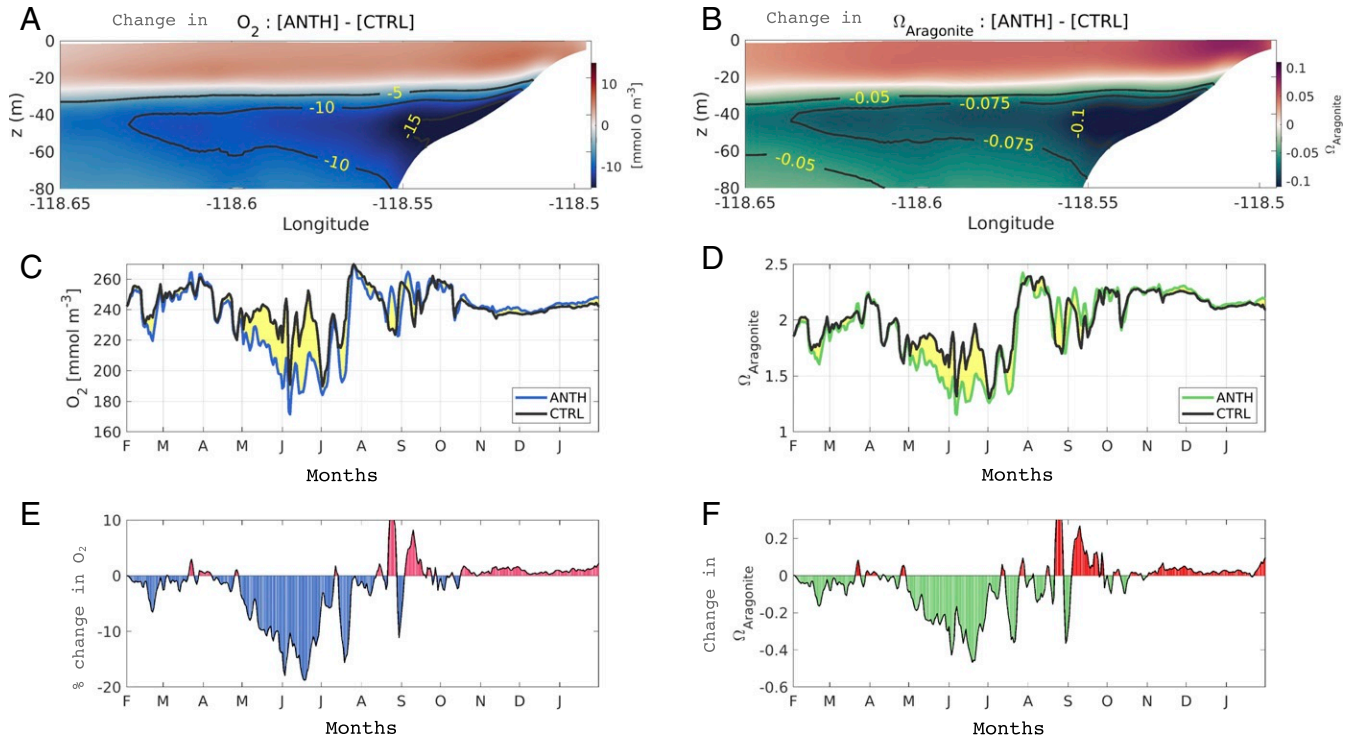 A
Change in O2 : [ANTH] - [CTRL]
0
-20
-40
-60
-80
z (m)
-5
-10
-15
-10
-118.65
-118.6
-118.55
-118.5
Longitude
10
0
-10
[mmol O m-3]
B
Change in ΩAragonite : [ANTH] - [CTRL]
0
-20
-40
-60
-80
z (m)
-0.05
-0.075
-0.1
-0.075
-0.05
-118.65
-118.6
-118.55
-118.5
Longitude
0.1
0.05
0
-0.05
-0.1
ΩAragonite
C
260
240
220
200
180
160
O2 [mmol m-3]
ANTH
CTRL
F M A M J J A S O N D J
Months
D
2.5
2
1.5
1
ΩAragonite
ANTH
CTRL
F M A M J J A S O N D J
Months
E
10
0
-10
-20
% change in O2
F M A M J J A S O N D J
Months
F
0.2
0
-0.2
-0.4
-0.6
Change in
ΩAragonite
F M A M J J A S O N D J
Months